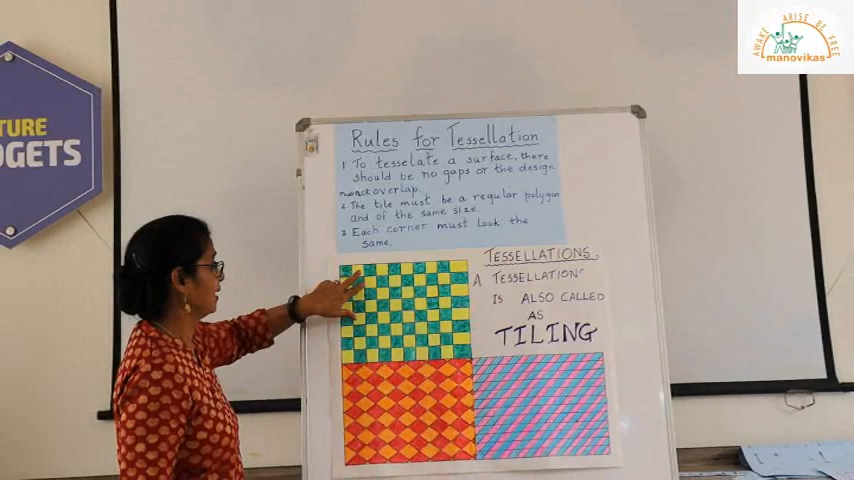 AWAKE ARISE BE FREE
manovikas
TURE
DGETS
Rules for Tessellation
1 To tesselate a surface, there
should be no gaps or the design
overlap.
2 The tile must be a regular polygon
and of the same size.
3 Each corner must look the
same.
TESSELLATIONS
A TESSELLATION
IS ALSO CALLED
AS
TILING